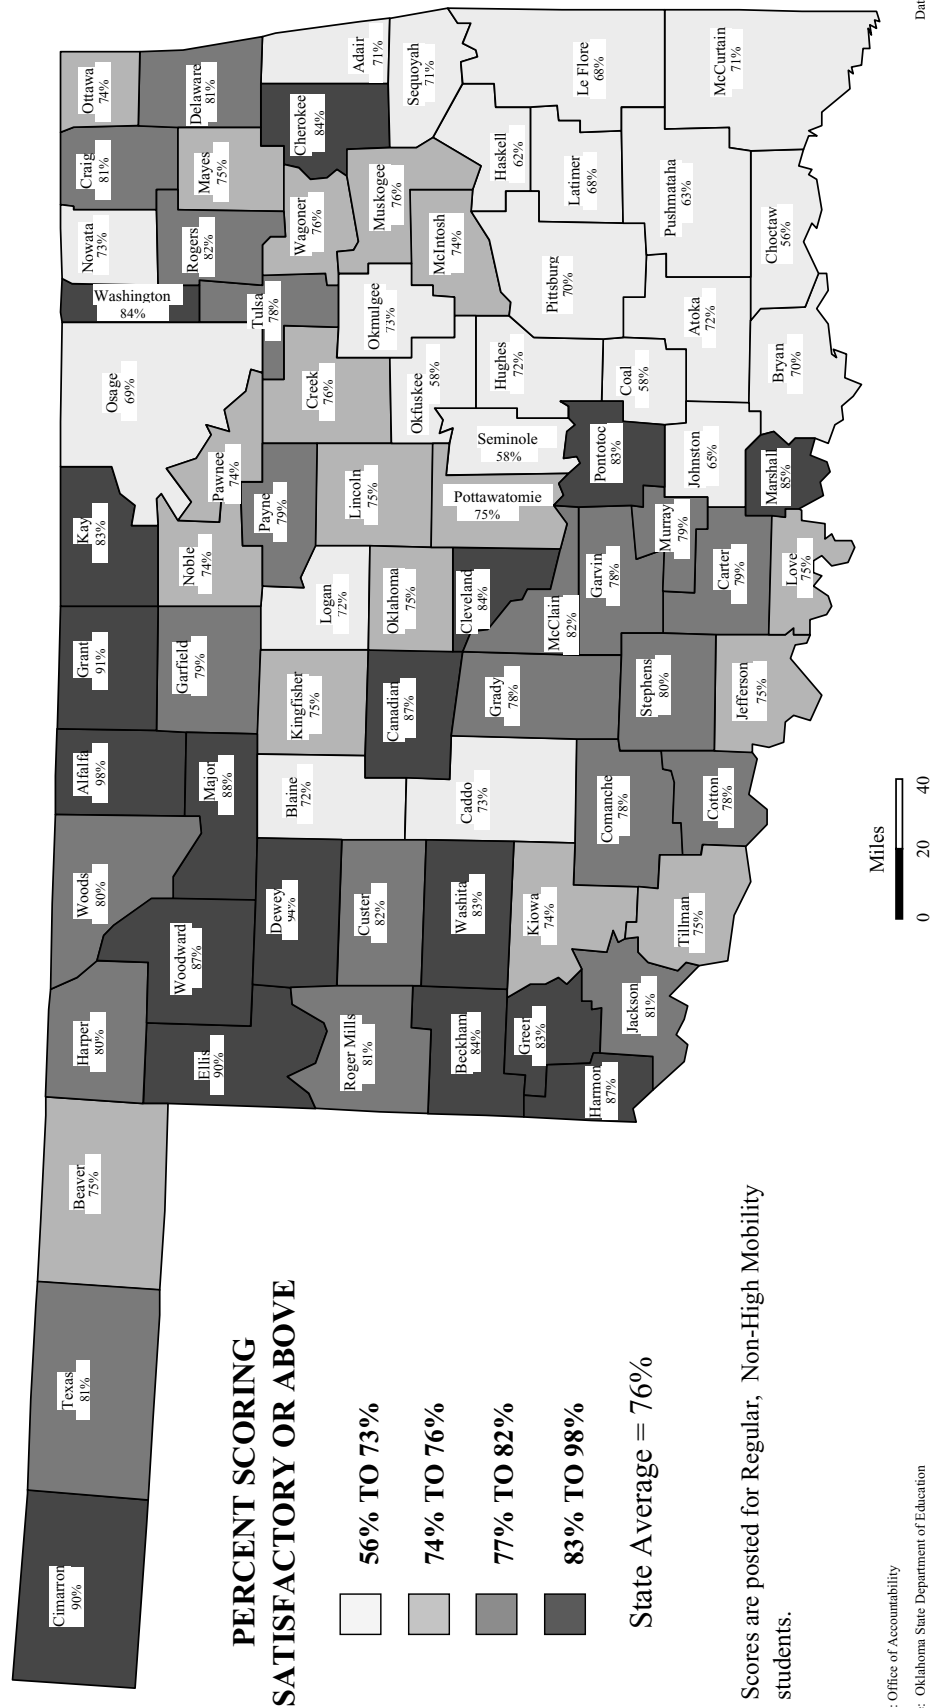 Cimarron
90%
Texas
81%
Beaver
75%
Harper
80%
Woods
80%
Alfalfa
98%
Grant
91%
Kay
83%
Osage
69%
Washington
84%
Nowata
73%
Craig
81%
Ottawa
74%
Ellis
90%
Woodward
87%
Major
88%
Garfield
79%
Noble
74%
Pawnee
74%
Rogers
82%
Mayes
75%
Delaware
81%
Roger Mills
81%
Dewey
94%
Custer
82%
Blaine
72%
Kingfisher
75%
Logan
72%
Payne
79%
Lincoln
75%
Creek
76%
Tulsa
78%
Wagoner
76%
Cherokee
84%
Adair
71%
Beckham
84%
Washita
83%
Caddo
73%
Canadian
87%
Oklahoma
75%
Cleveland
84%
Pottawatomie
75%
Seminole
58%
Okfuskee
58%
Okmulgee
73%
Muskogee
76%
McIntosh
74%
Sequoyah
71%
Harmon
87%
Greer
83%
Kiowa
74%
Jackson
81%
Tillman
75%
Comanche
78%
Cotton
78%
Grady
78%
McClain
82%
Garvin
78%
Stephens
80%
Jefferson
75%
Murray
79%
Carter
79%
Love
75%
Pontotoc
83%
Johnston
65%
Marshall
85%
Hughes
72%
Coal
58%
Pittsburg
70%
Atoka
72%
Bryan
70%
Haskell
62%
Latimer
68%
Le Flore
68%
Pushmataha
63%
Choctaw
56%
McCurtain
71%
PERCENT SCORING
SATISFACTORY OR ABOVE
56% TO 73%
74% TO 76%
77% TO 82%
83% TO 98%
State Average = 76%
Scores are posted for Regular, Non-High Mobility
students.
Miles
0 20 40
: Office of Accountability
: Oklahoma State Department of Education
Dat